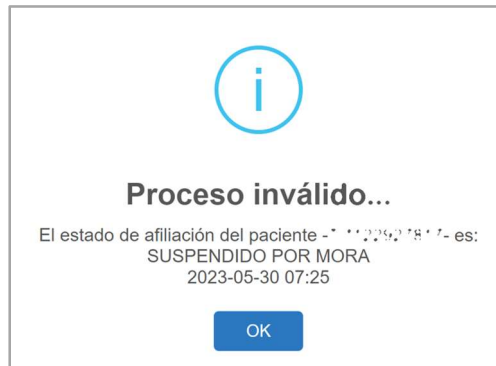 Proceso inválido...
El estado de afiliación del paciente - - es:
SUSPENDIDO POR MORA
2023-05-30 07:25
OK